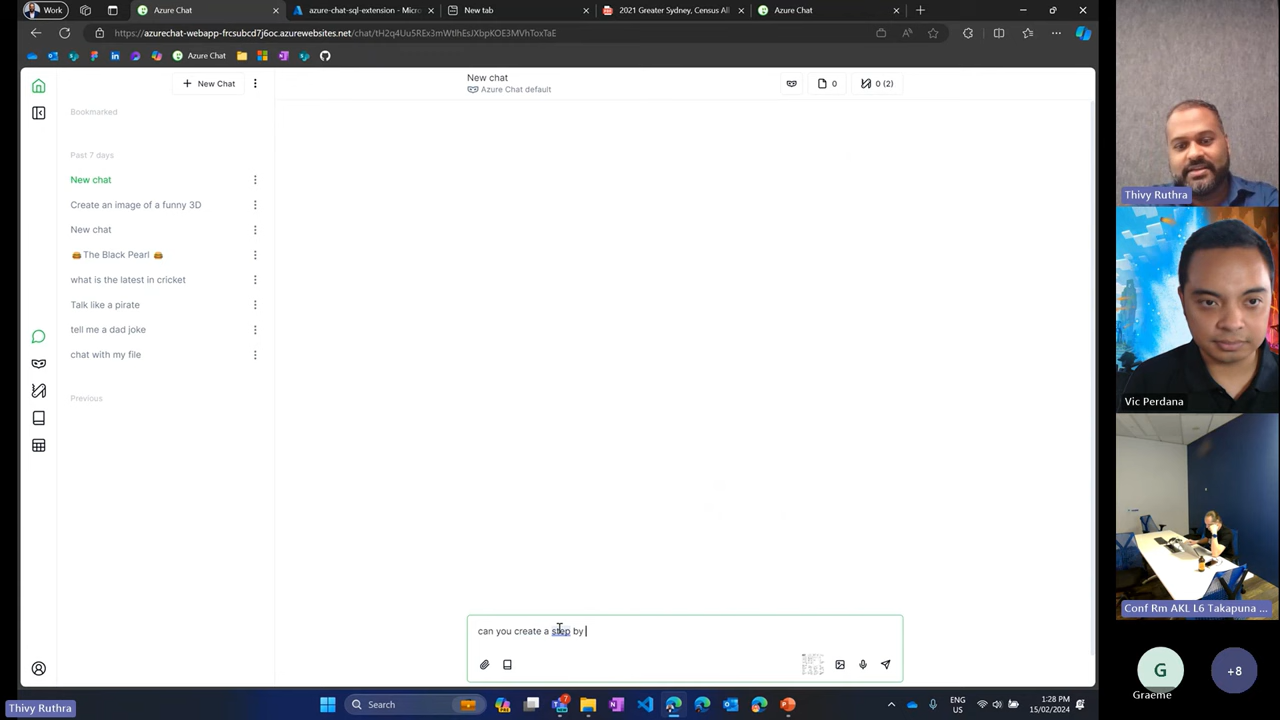 Work
Azure Chat
azure-chat-sql-extension - Micro
New tab
2021 Greater Sydney, Census All
Azure Chat
https://azurechat-webapp-frcsubcd7j6oc.azurewebsites.net/chat/tH2q4Uu5REx3mWtlhEsJXbpKOE3MVhToxTaE
Azure Chat
New Chat
New chat
Azure Chat default
0
0 (2)
Bookmarked
Past 7 days
New chat
Create an image of a funny 3D
New chat
The Black Pearl
what is the latest in cricket
Talk like a pirate
tell me a dad joke
chat with my file
Previous
can you create a step by
Thivy Ruthra
Vic Perdana
Conf Rm AKL L6 Takapuna ...
G
Graeme
+8
Thivy Ruthra
Search
7
ENG
US
1:28 PM
15/02/2024